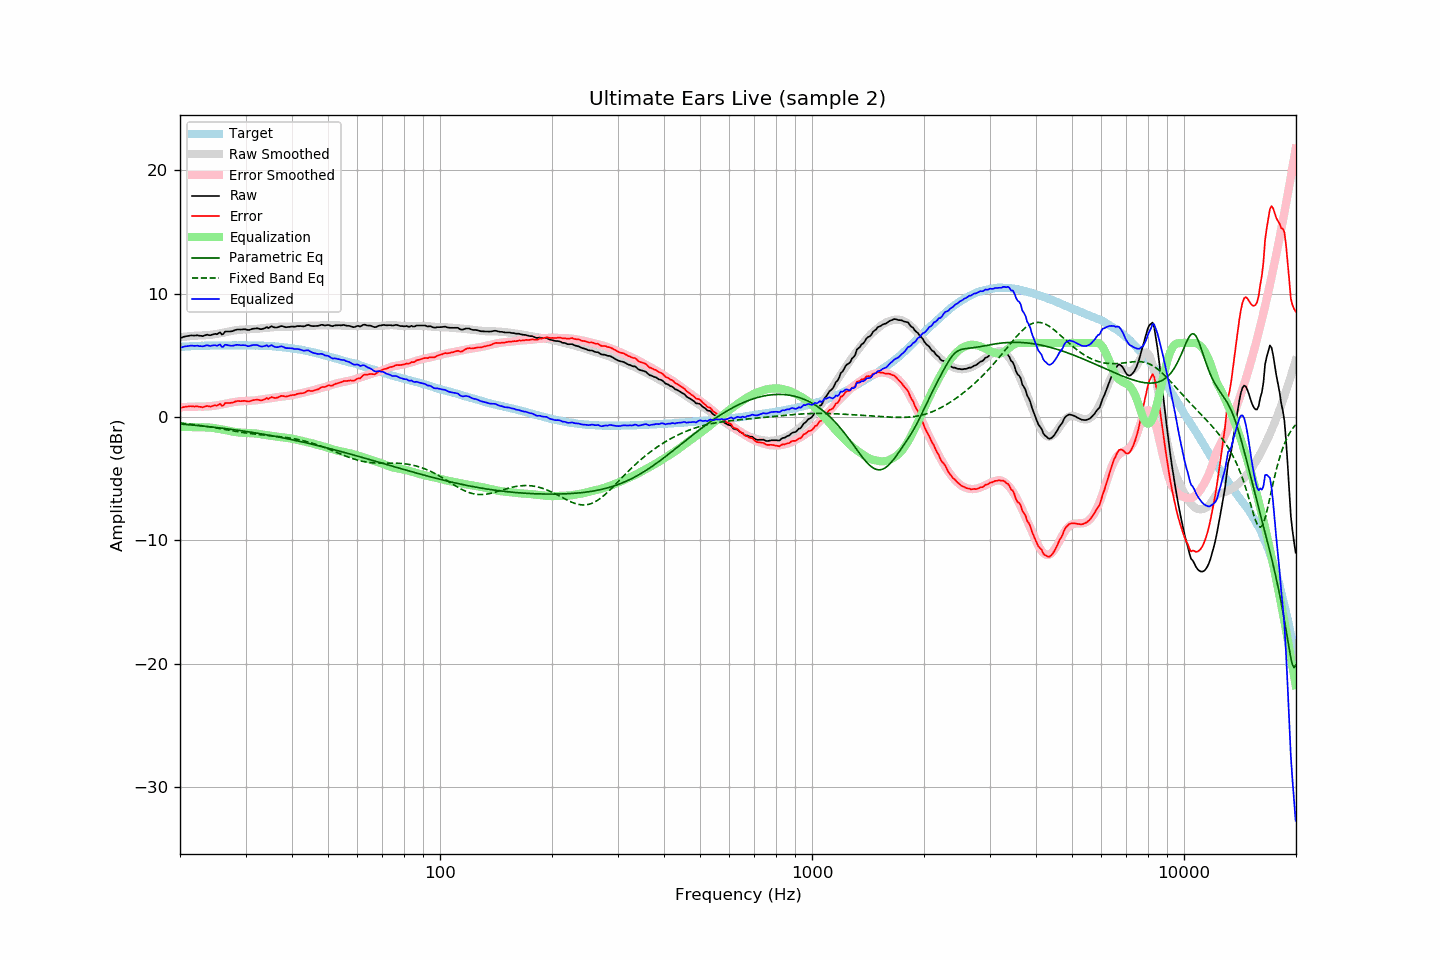 Ultimate Ears Live (sample 2)
Target
Raw Smoothed
Error Smoothed
Raw
Error
Equalization
Parametric Eq
Fixed Band Eq
Equalized
20
10
0
−10
−20
−30
Amplitude (dBr)
100
1000
10000
Frequency (Hz)